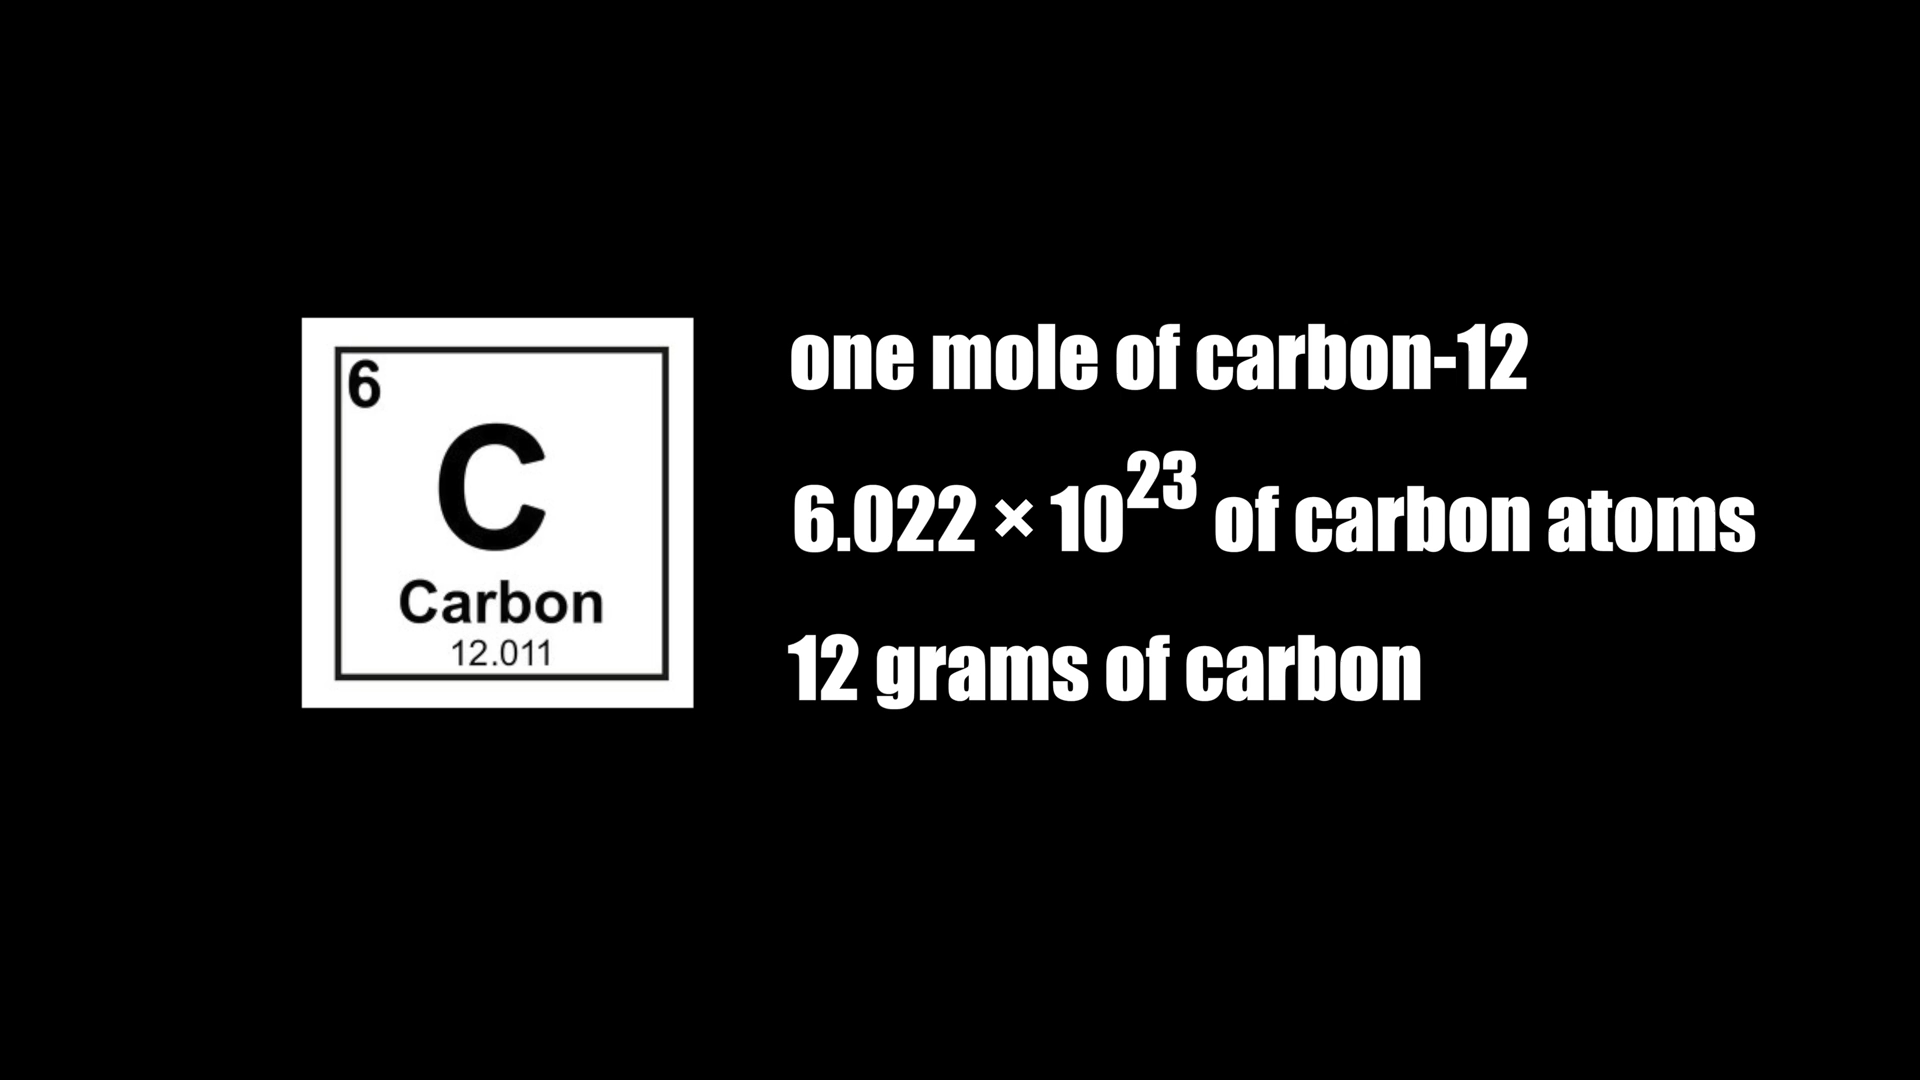 6
C
Carbon
12.011
one mole of carbon-12
6.022 × 10²³ of carbon atoms
12 grams of carbon